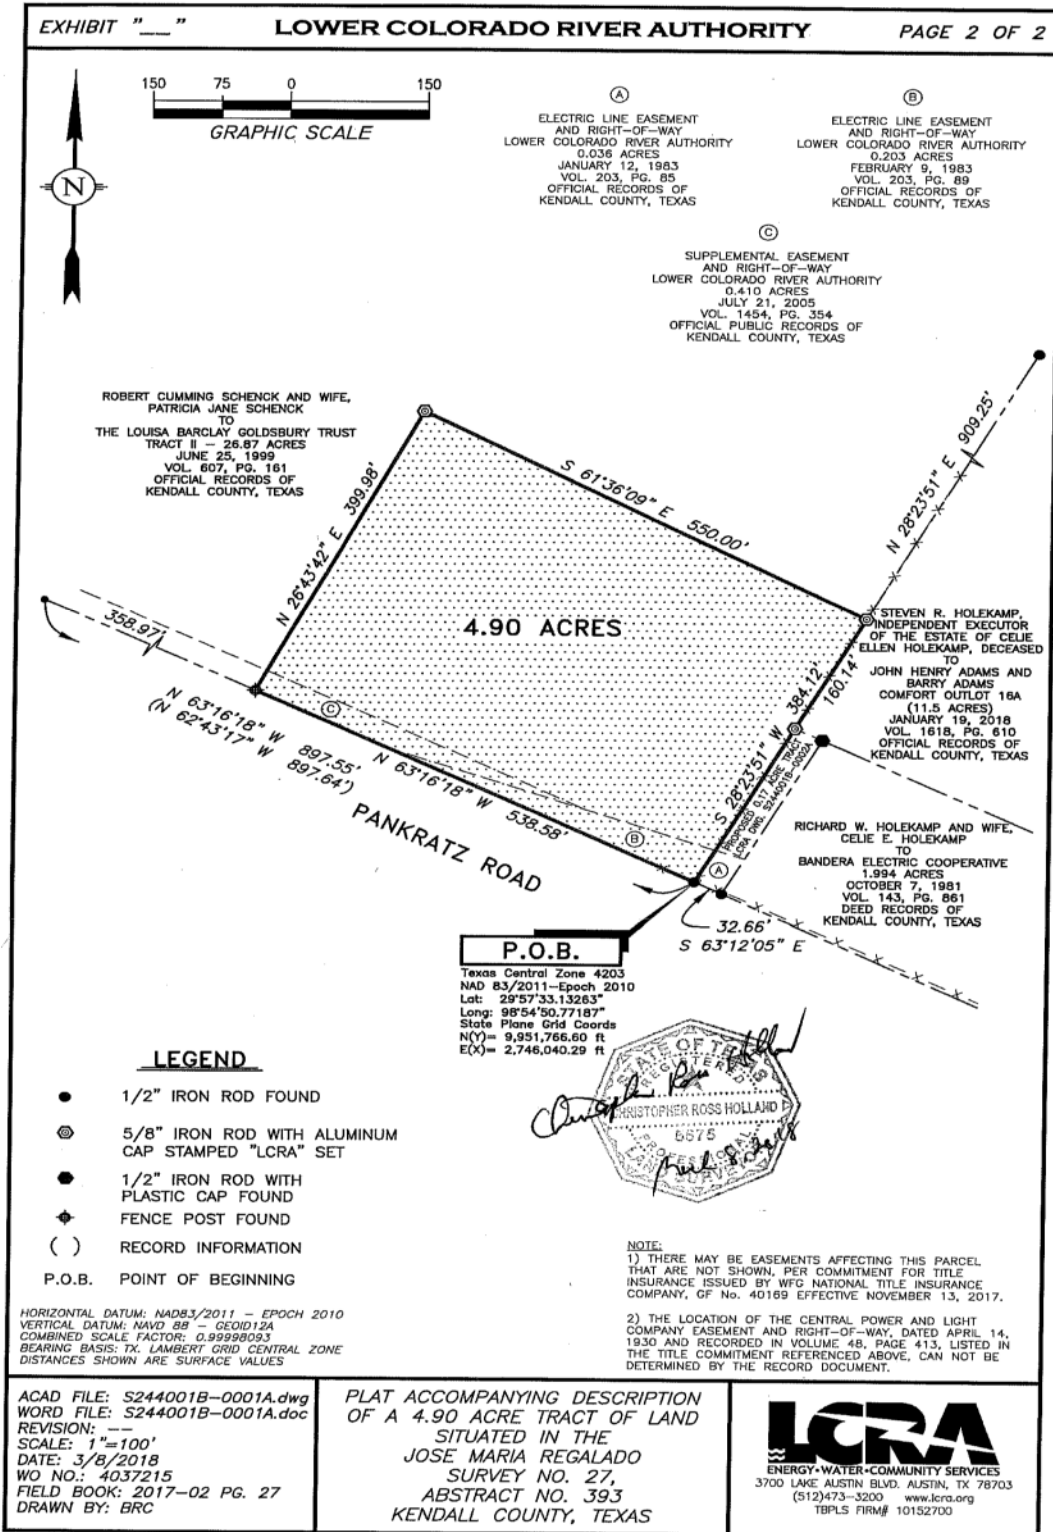 EXHIBIT "__"
LOWER COLORADO RIVER AUTHORITY
PAGE 2 OF 2
150 75 0 150
GRAPHIC SCALE
N
A
ELECTRIC LINE EASEMENT
AND RIGHT-OF-WAY
LOWER COLORADO RIVER AUTHORITY
0.036 ACRES
JANUARY 12, 1983
VOL. 203, PG. 85
OFFICIAL RECORDS OF
KENDALL COUNTY, TEXAS
B
ELECTRIC LINE EASEMENT
AND RIGHT-OF-WAY
LOWER COLORADO RIVER AUTHORITY
0.203 ACRES
FEBRUARY 9, 1983
VOL. 203, PG. 89
OFFICIAL RECORDS OF
KENDALL COUNTY, TEXAS
C
SUPPLEMENTAL EASEMENT
AND RIGHT-OF-WAY
LOWER COLORADO RIVER AUTHORITY
0.410 ACRES
JULY 21, 2005
VOL. 1454, PG. 354
OFFICIAL PUBLIC RECORDS OF
KENDALL COUNTY, TEXAS
ROBERT CUMMING SCHENCK AND WIFE,
PATRICIA JANE SCHENCK
TO
THE LOUISA BARCLAY GOLDSBURY TRUST
TRACT II - 26.87 ACRES
JUNE 25, 1999
VOL. 607, PG. 161
OFFICIAL RECORDS OF
KENDALL COUNTY, TEXAS
N 28°23'51" E 909.25'
S 61°36'09" E 550.00'
N 26°43'42" E 399.98'
4.90 ACRES
358.97'
STEVEN R. HOLEKAMP,
INDEPENDENT EXECUTOR
OF THE ESTATE OF CELIE
ELLEN HOLEKAMP, DECEASED
TO
JOHN HENRY ADAMS AND
BARRY ADAMS
COMFORT OUTLOT 16A
(11.5 ACRES)
JANUARY 19, 2018
VOL. 1618, PG. 610
OFFICIAL RECORDS OF
KENDALL COUNTY, TEXAS
S 28°23'51" W 384.12'
160.14'
PROPOSED 0.17 ACRE TRACT
LCRA DWG. S244001B-0002A
N 63°16'18" W 897.55'
(N 62°43'17" W 897.64')
C
N 63°16'18" W 538.58'
B
A
PANKRATZ ROAD
RICHARD W. HOLEKAMP AND WIFE,
CELIE E. HOLEKAMP
TO
BANDERA ELECTRIC COOPERATIVE
1.994 ACRES
OCTOBER 7, 1981
VOL. 143, PG. 861
DEED RECORDS OF
KENDALL COUNTY, TEXAS
32.66'
S 63°12'05" E
P.O.B.
Texas Central Zone 4203
NAD 83/2011-Epoch 2010
Lat: 29°57'33.13263"
Long: 98°54'50.77187"
State Plane Grid Coords
N(Y)= 9,951,766.60 ft
E(X)= 2,746,040.29 ft
STATE OF TEXAS
REGISTERED
CHRISTOPHER ROSS HOLLAND
6675
PROFESSIONAL
LAND SURVEYOR
Christopher Ross Holland
LEGEND
1/2" IRON ROD FOUND
5/8" IRON ROD WITH ALUMINUM
CAP STAMPED "LCRA" SET
1/2" IRON ROD WITH
PLASTIC CAP FOUND
FENCE POST FOUND
( ) RECORD INFORMATION
P.O.B. POINT OF BEGINNING
HORIZONTAL DATUM: NAD83/2011 - EPOCH 2010
VERTICAL DATUM: NAVD 88 - GEOID12A
COMBINED SCALE FACTOR: 0.99998093
BEARING BASIS: TX. LAMBERT GRID CENTRAL ZONE
DISTANCES SHOWN ARE SURFACE VALUES
NOTE:
1) THERE MAY BE EASEMENTS AFFECTING THIS PARCEL
THAT ARE NOT SHOWN, PER COMMITMENT FOR TITLE
INSURANCE ISSUED BY WFG NATIONAL TITLE INSURANCE
COMPANY, GF No. 40169 EFFECTIVE NOVEMBER 13, 2017.
2) THE LOCATION OF THE CENTRAL POWER AND LIGHT
COMPANY EASEMENT AND RIGHT-OF-WAY, DATED APRIL 14,
1930 AND RECORDED IN VOLUME 48, PAGE 413, LISTED IN
THE TITLE COMMITMENT REFERENCED ABOVE, CAN NOT BE
DETERMINED BY THE RECORD DOCUMENT.
ACAD FILE: S244001B-0001A.dwg
WORD FILE: S244001B-0001A.doc
REVISION: --
SCALE: 1"=100'
DATE: 3/8/2018
WO NO.: 4037215
FIELD BOOK: 2017-02 PG. 27
DRAWN BY: BRC
PLAT ACCOMPANYING DESCRIPTION
OF A 4.90 ACRE TRACT OF LAND
SITUATED IN THE
JOSE MARIA REGALADO
SURVEY NO. 27,
ABSTRACT NO. 393
KENDALL COUNTY, TEXAS
LCRA
ENERGY•WATER•COMMUNITY SERVICES
3700 LAKE AUSTIN BLVD. AUSTIN, TX 78703
(512)473-3200 www.lcra.org
TBPLS FIRM# 10152700